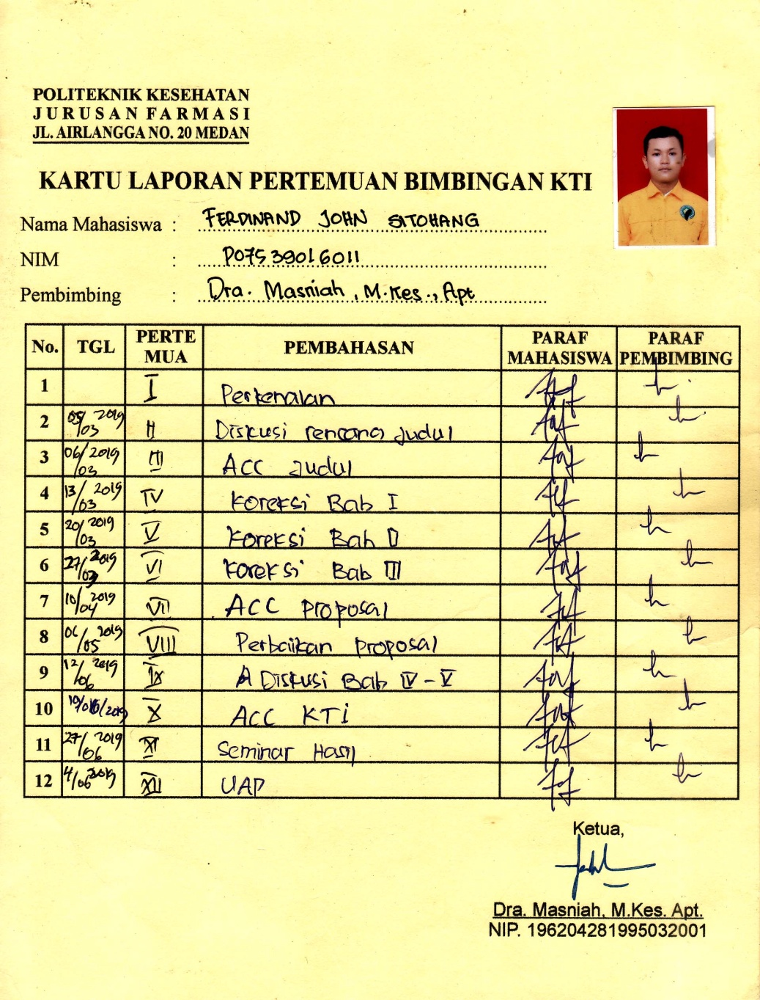 POLITEKNIK KESEHATAN
JURUSAN FARMASI
JL. AIRLANGGA NO. 20 MEDAN
KARTU LAPORAN PERTEMUAN BIMBINGAN KTI
Nama Mahasiswa : FERDINAND JOHN SITOHANG
NIM : P07539016011
Pembimbing : Dra. Masniah, M.Kes., Apt
No. TGL PERTE MUA PEMBAHASAN PARAF MAHASISWA PARAF PEMBIMBING
1 I Perkenalan
2 05/03 2019 II Diskusi rencana judul
3 06/03 2019 III ACC judul
4 13/03 2019 IV Koreksi Bab I
5 20/03 2019 V Koreksi Bab II
6 27/03 2019 VI Koreksi Bab III
7 10/04 2019 VII ACC proposal
8 06/05 2019 VIII Perbaikan proposal
9 12/06 2019 IX A Diskusi Bab IV - V
10 19/06/2019 X ACC KTI
11 27/06 2019 XI Seminar Hasil
12 4/06 2019 XII UAP
Ketua,
Dra. Masniah, M.Kes. Apt.
NIP. 196204281995032001